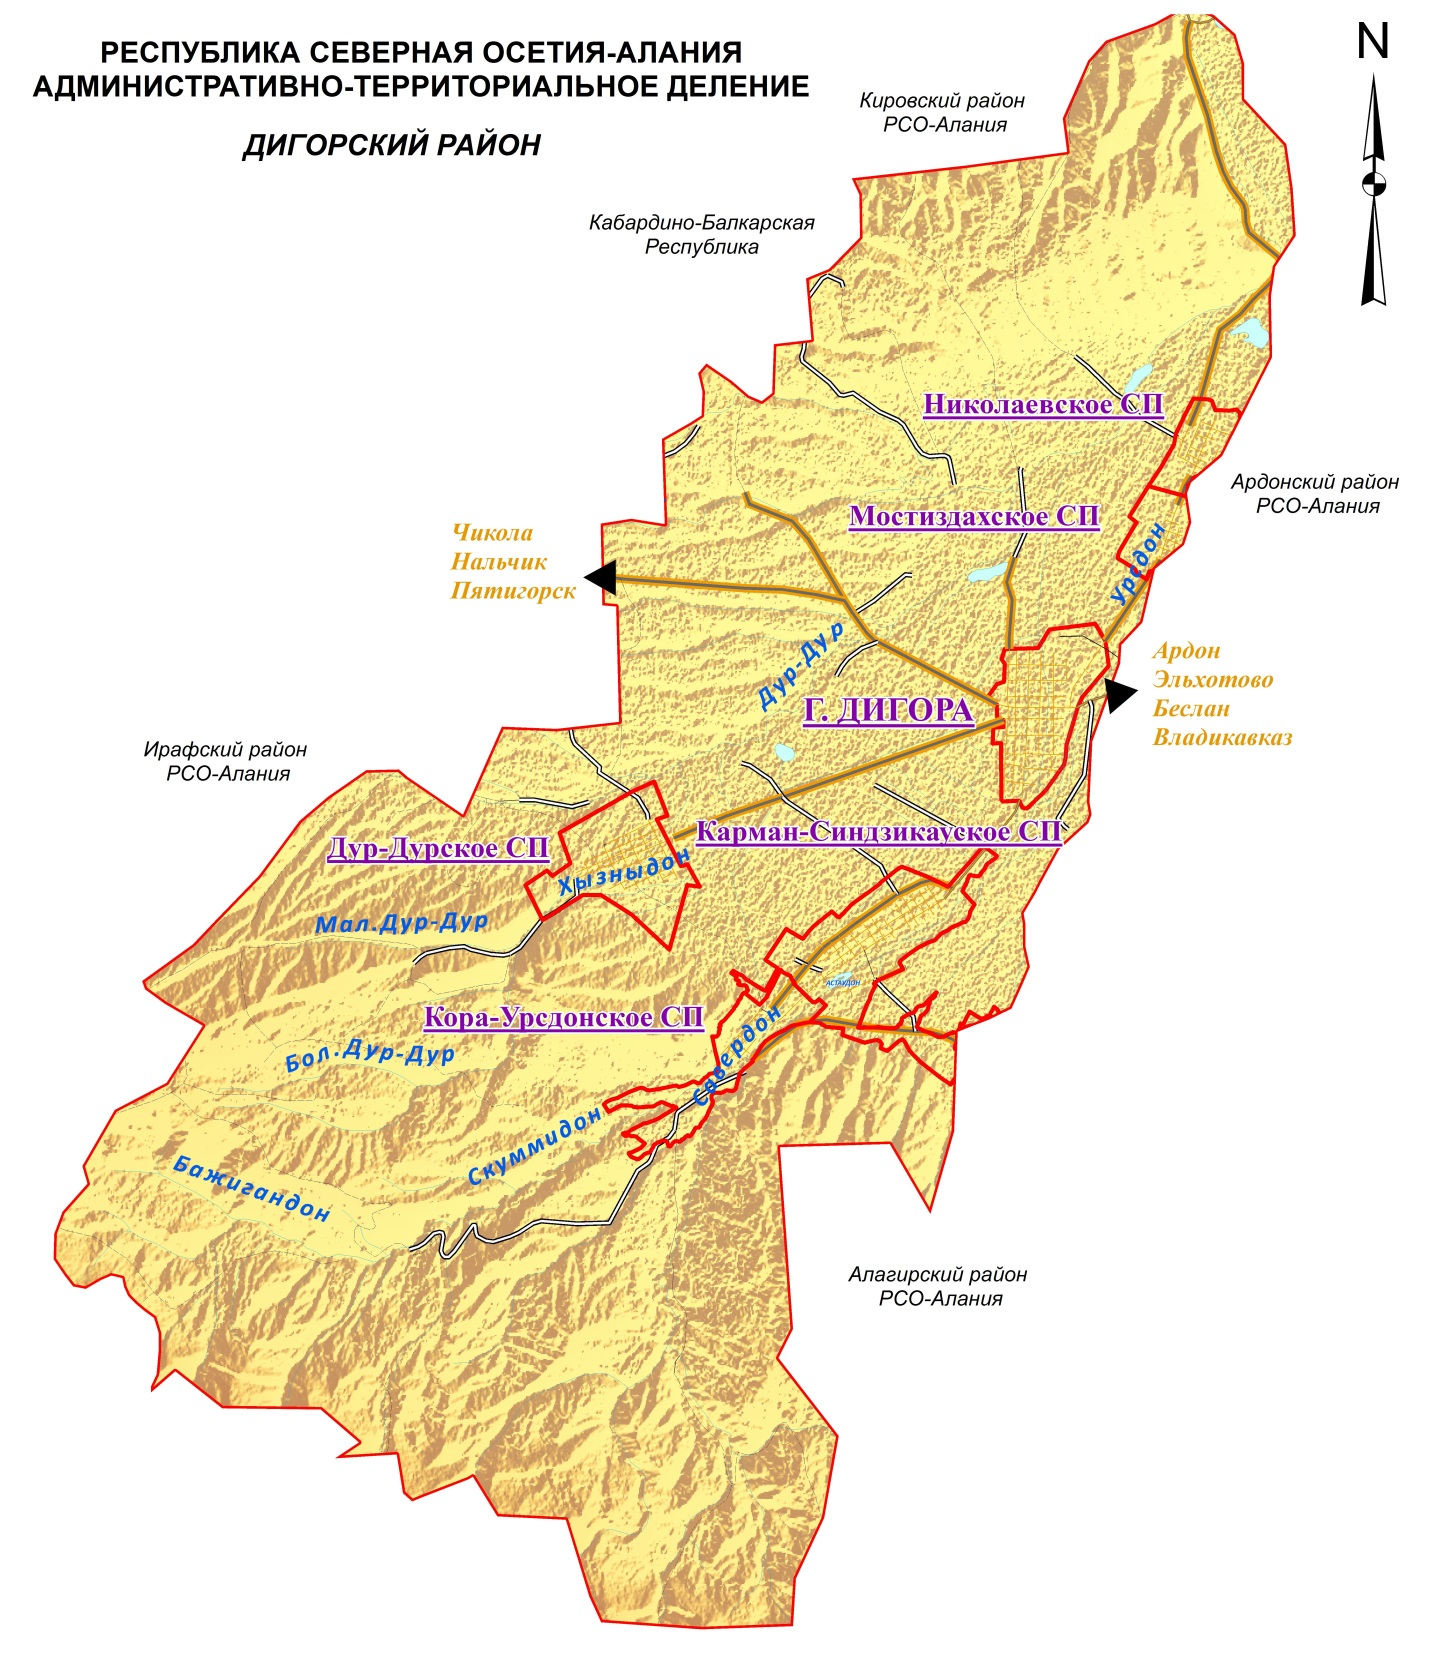 РЕСПУБЛИКА СЕВЕРНАЯ ОСЕТИЯ-АЛАНИЯ
АДМИНИСТРАТИВНО-ТЕРРИТОРИАЛЬНОЕ ДЕЛЕНИЕ
ДИГОРСКИЙ РАЙОН
N
Кировский район
РСО-Алания
Кабардино-Балкарская
Республика
Николаевское СП
Ардонский район
РСО-Алания
Мостиздахское СП
Чикола
Нальчик
Пятигорск
Урсдон
Дур-Дур
Ардон
Эльхотово
Беслан
Владикавказ
Г. ДИГОРА
Ирафский район
РСО-Алания
Карман-Синдзикауское СП
Дур-Дурское СП
Хызныдон
Мал.Дур-Дур
АСТАУДОН
Кора-Урсдонское СП
Бол.Дур-Дур
Савердон
Скуммидон
Бажигандон
Алагирский район
РСО-Алания